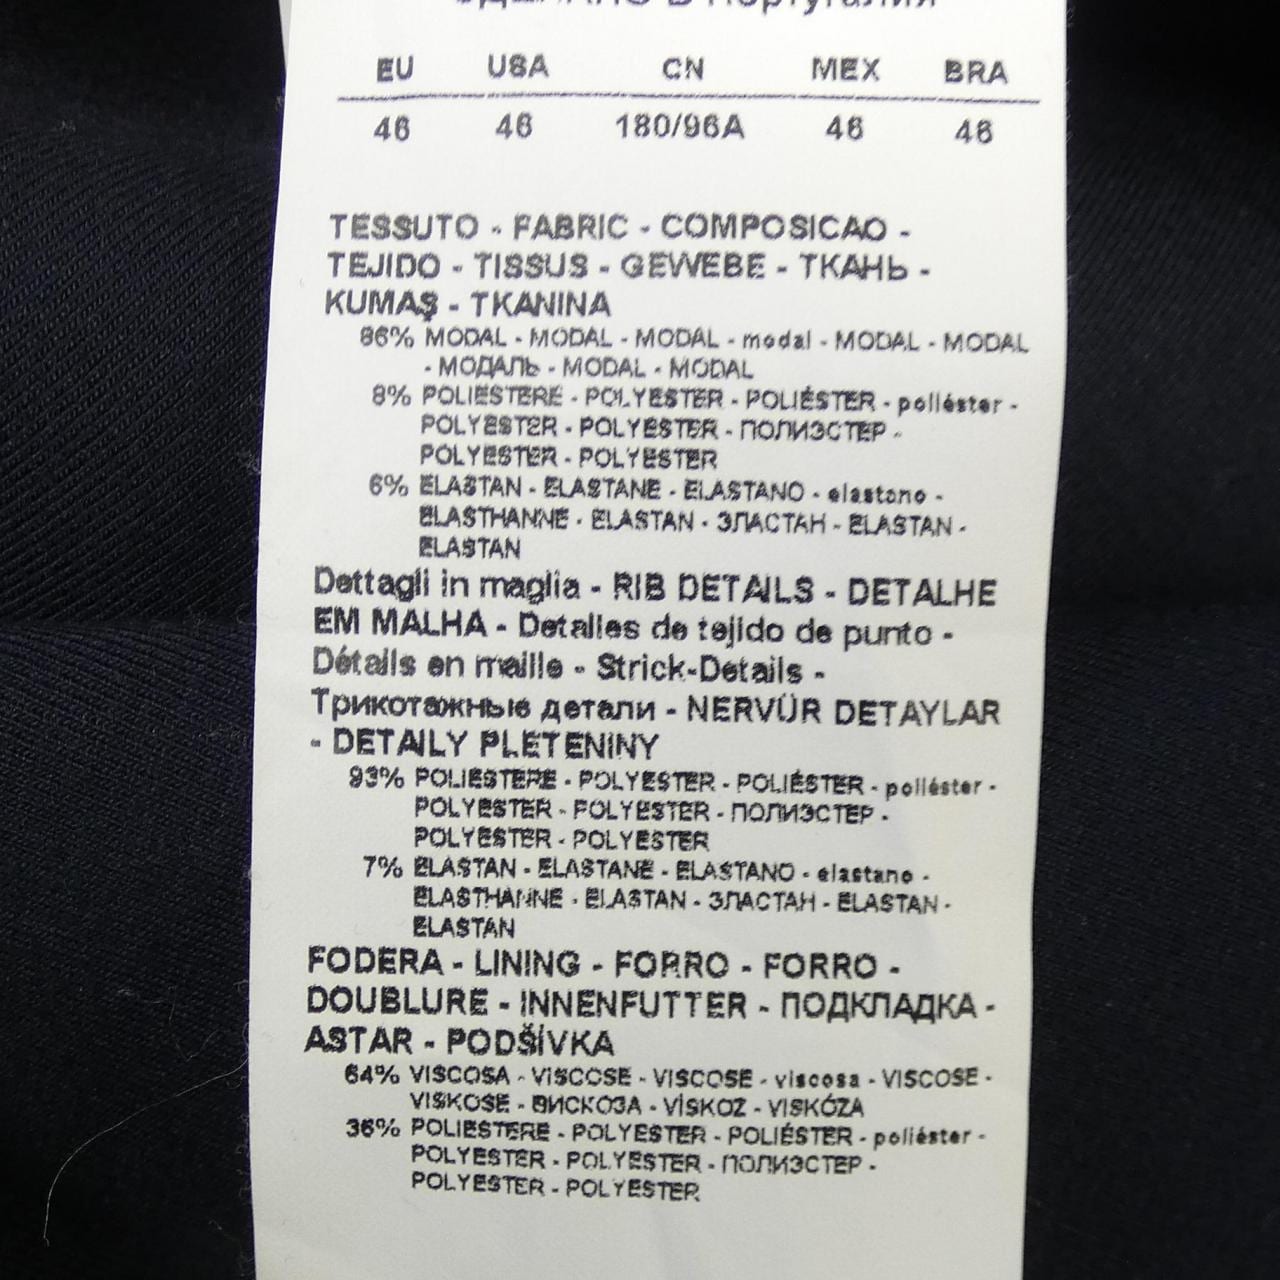 в Португалия
EU USA CN MEX BRA
46 46 180/96A 46 46
TESSUTO - FABRIC - COMPOSICAO -
TEJIDO - TISSUS - GEWEBE - ТКАНЬ -
KUMAŞ - TKANINA
86% MODAL - MODAL - MODAL - modal - MODAL - MODAL
- МОДАЛЬ - MODAL - MODAL
8% POLIESTERE - POLYESTER - POLIÉSTER - poliéster -
POLYESTER - POLYESTER - ПОЛИЭСТЕР -
POLYESTER - POLYESTER
6% ELASTAN - ELASTANE - ELASTANO - elastano -
ELASTHANNE - ELASTAN - ЭЛАСТАН - ELASTAN -
ELASTAN
Dettagli in maglia - RIB DETAILS - DETALHE
EM MALHA - Detalles de tejido de punto -
Détails en maille - Strick-Details -
Трикотажные детали - NERVÜR DETAYLAR
- DETAILY PLETENINY
93% POLIESTERE - POLYESTER - POLIÉSTER - poliéster -
POLYESTER - POLYESTER - ПОЛИЭСТЕР -
POLYESTER - POLYESTER
7% ELASTAN - ELASTANE - ELASTANO - elastano -
ELASTHANNE - ELASTAN - ЭЛАСТАН - ELASTAN -
ELASTAN
FODERA - LINING - FORRO - FORRO -
DOUBLURE - INNENFUTTER - ПОДКЛАДКА -
ASTAR - PODŠÍVKA
64% VISCOSA - VISCOSE - VISCOSE - viscosa - VISCOSE -
VISKOSE - ВИСКОЗА - VİSKOZ - VISKÓZA
36% POLIESTERE - POLYESTER - POLIÉSTER - poliéster -
POLYESTER - POLYESTER - ПОЛИЭСТЕР -
POLYESTER - POLYESTER